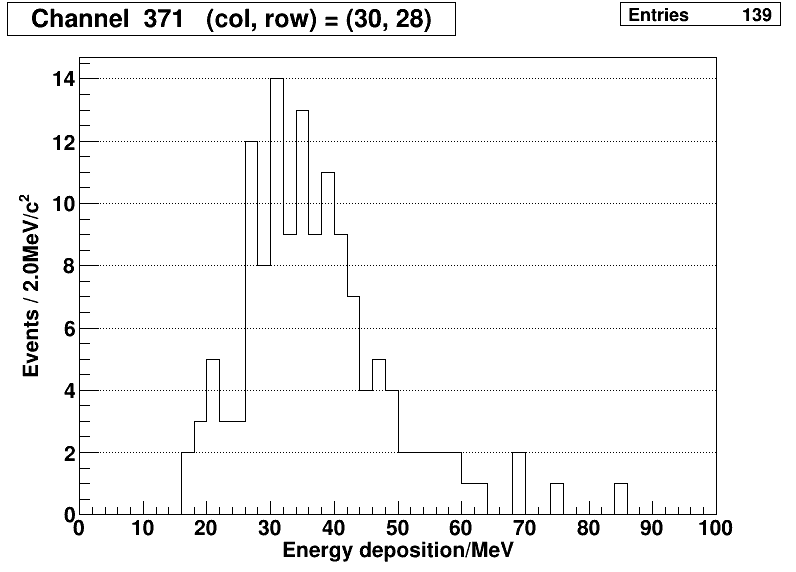 Channel 371 (col, row) = (30, 28)
Entries 139
Events / 2.0MeV/c²
14
12
10
8
6
4
2
0
0 10 20 30 40 50 60 70 80 90 100
Energy deposition/MeV